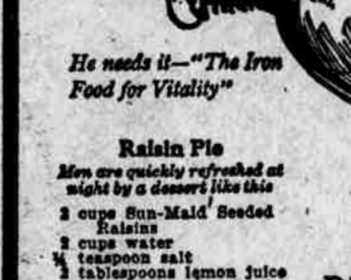 He needs it—"The Iron
Food for Vitality"
Raisin Pie
Men are quickly refreshed at
night by a dessert like this
2 cups Sun-Maid Seeded
Raisins
2 cups water
¼ teaspoon salt
2 tablespoons lemon juice